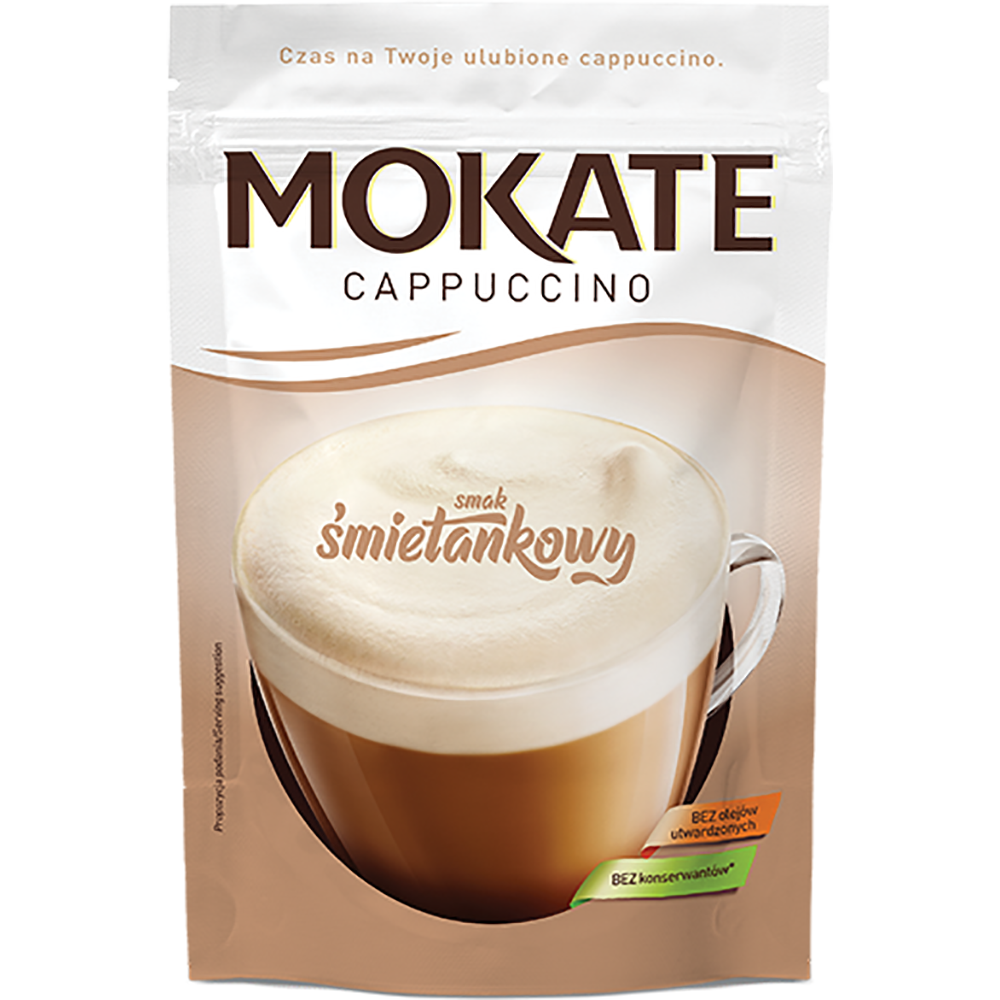 Czas na Twoje ulubione cappuccino.
MOKATE
CAPPUCCINO
smak
śmietankowy
Propozycja podania/Serving suggestion
BEZ olejów
utwardzonych
BEZ konserwantów*